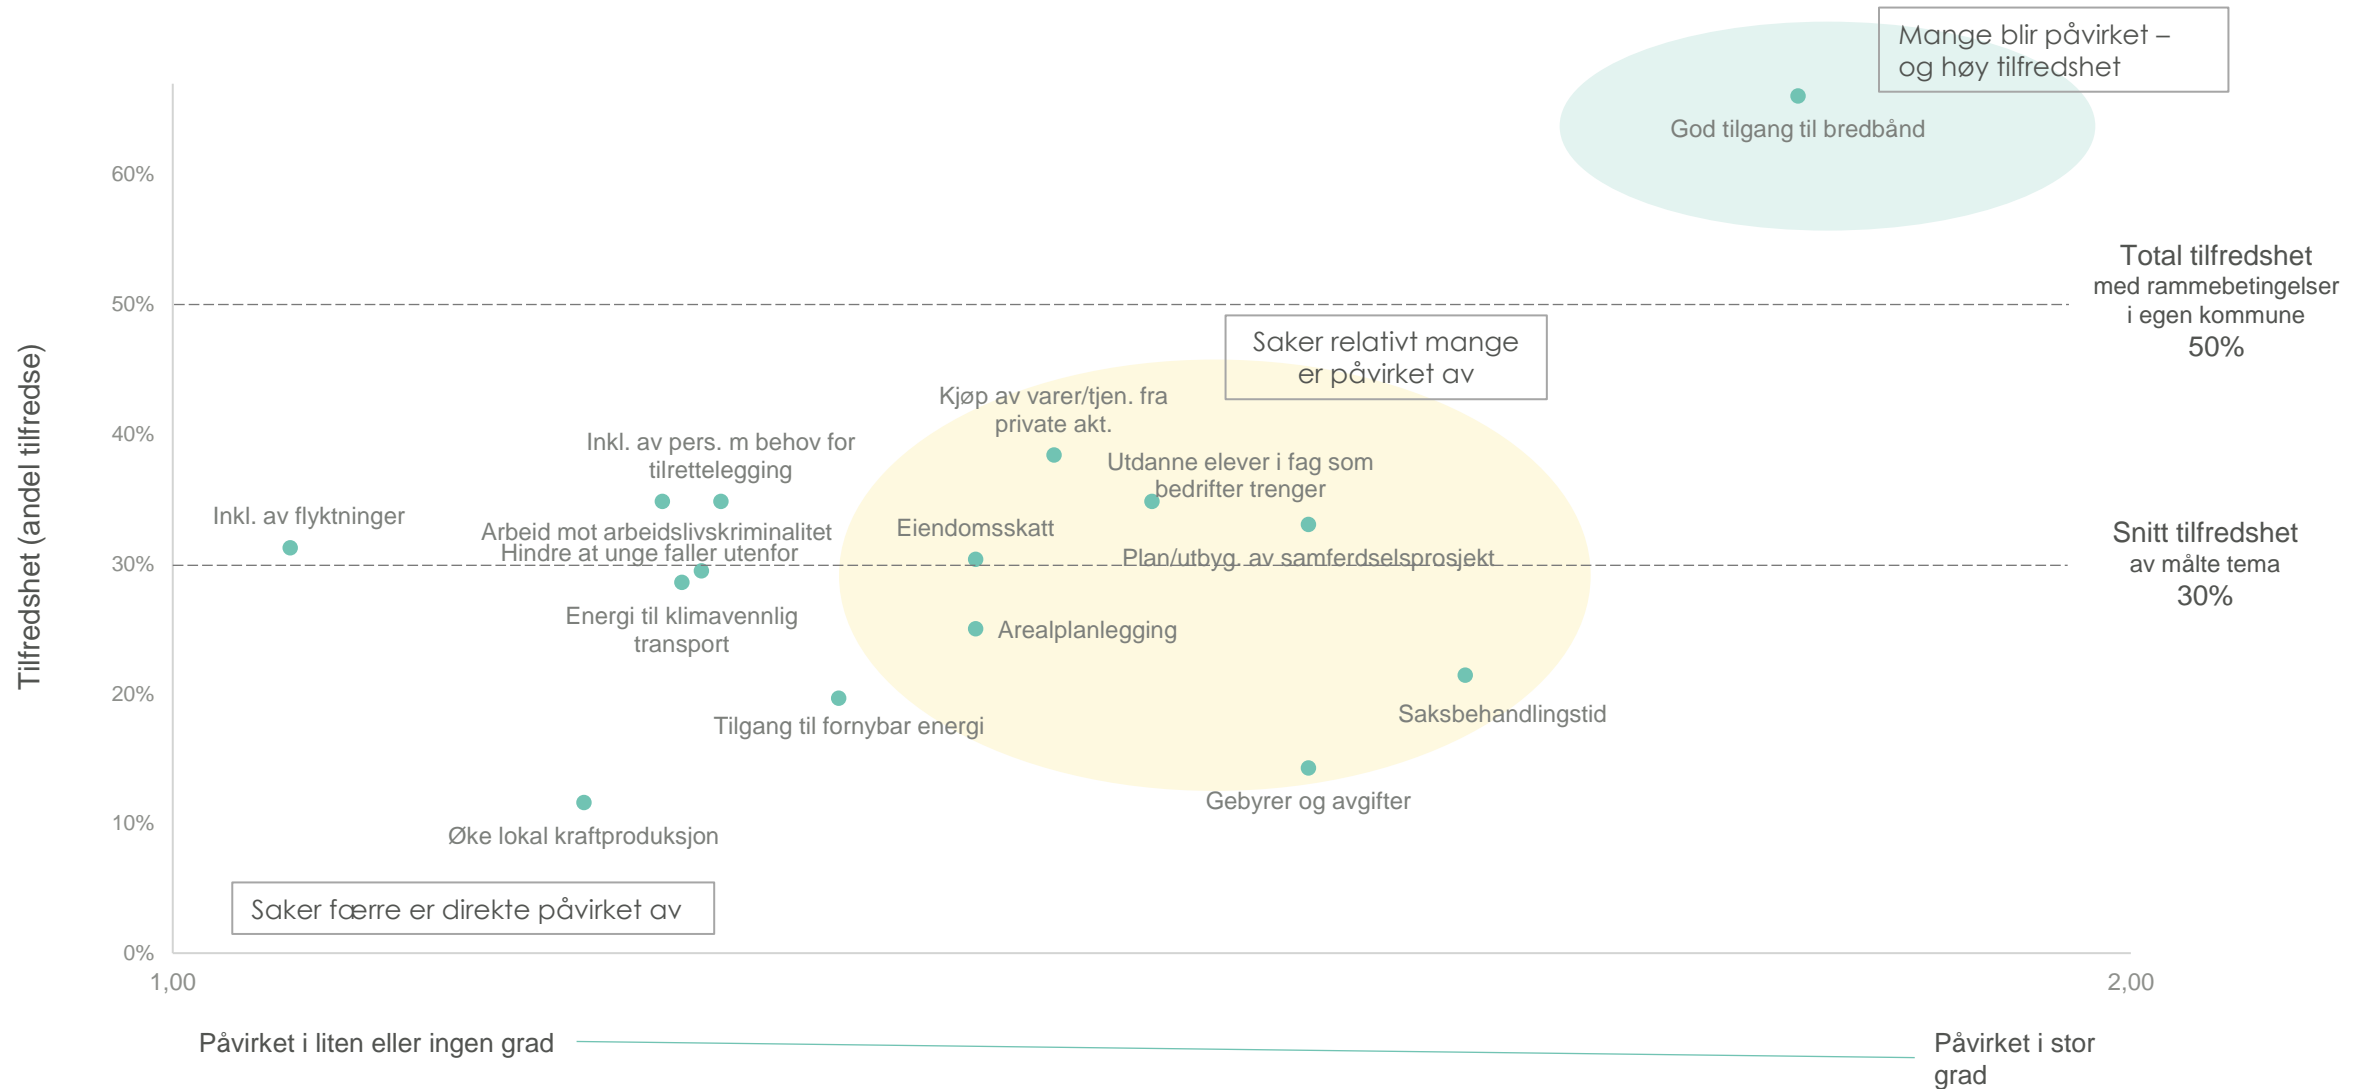 Mange blir påvirket –
og høy tilfredshet
God tilgang til bredbånd
60%
Total tilfredshet
med rammebetingelser
i egen kommune
50%
50%
Saker relativt mange
er påvirket av
Tilfredshet (andel tilfredse)
Kjøp av varer/tjen. fra
private akt.
40%
Inkl. av pers. m behov for
tilrettelegging
Utdanne elever i fag som
bedrifter trenger
Inkl. av flyktninger
Arbeid mot arbeidslivskriminalitet
Hindre at unge faller utenfor
Eiendomsskatt
Plan/utbyg. av samferdselsprosjekt
Snitt tilfredshet
av målte tema
30%
30%
Energi til klimavennlig
transport
Arealplanlegging
20%
Tilgang til fornybar energi
Saksbehandlingstid
Gebyrer og avgifter
10%
Øke lokal kraftproduksjon
Saker færre er direkte påvirket av
0%
1,00
2,00
Påvirket i liten eller ingen grad
Påvirket i stor
grad